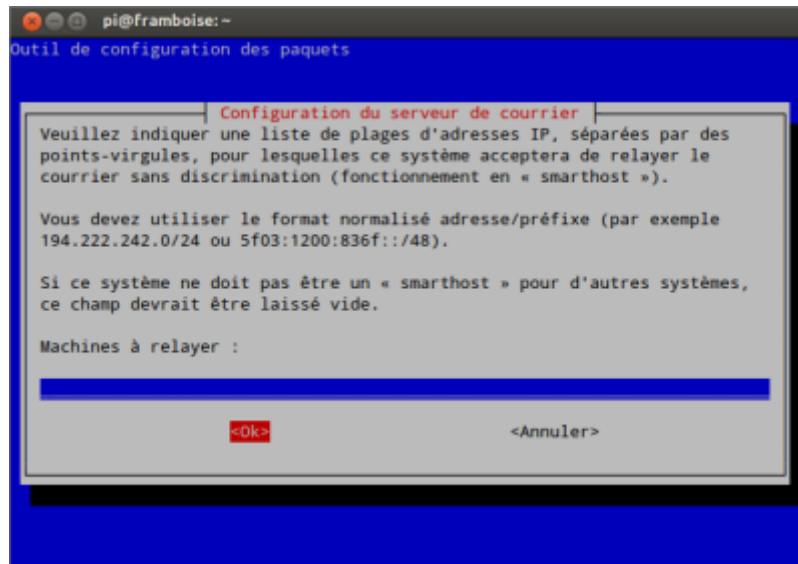 pi@framboise: ~
Outil de configuration des paquets
Configuration du serveur de courrier
Veuillez indiquer une liste de plages d'adresses IP, séparées par des
points-virgules, pour lesquelles ce système acceptera de relayer le
courrier sans discrimination (fonctionnement en « smarthost »).
Vous devez utiliser le format normalisé adresse/préfixe (par exemple
194.222.242.0/24 ou 5f03:1200:836f::/48).
Si ce système ne doit pas être un « smarthost » pour d'autres systèmes,
ce champ devrait être laissé vide.
Machines à relayer :
<Ok> <Annuler>